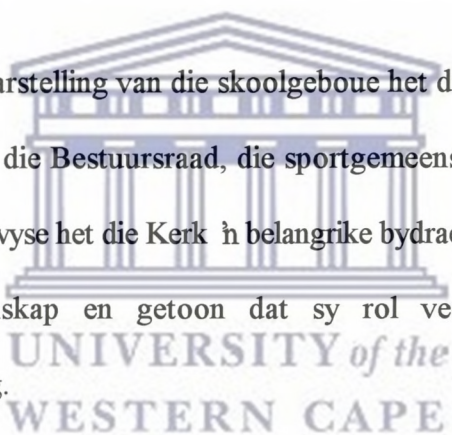 arstelling van die skoolgeboue het d
die Bestuursraad, die sportgemeens
wyse het die Kerk 'n belangrike bydrae
skap en getoon dat sy rol ve
UNIVERSITY of the
WESTERN CAPE